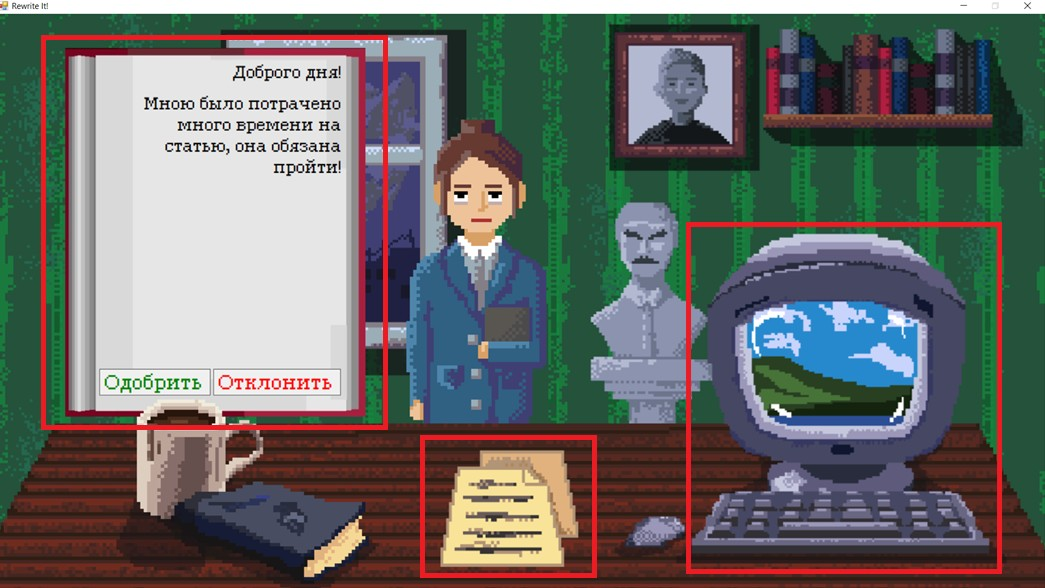 Rewrite It!
Доброго дня!
Мною было потрачено
много времени на
статью, она обязана
пройти!
Одобрить Отклонить